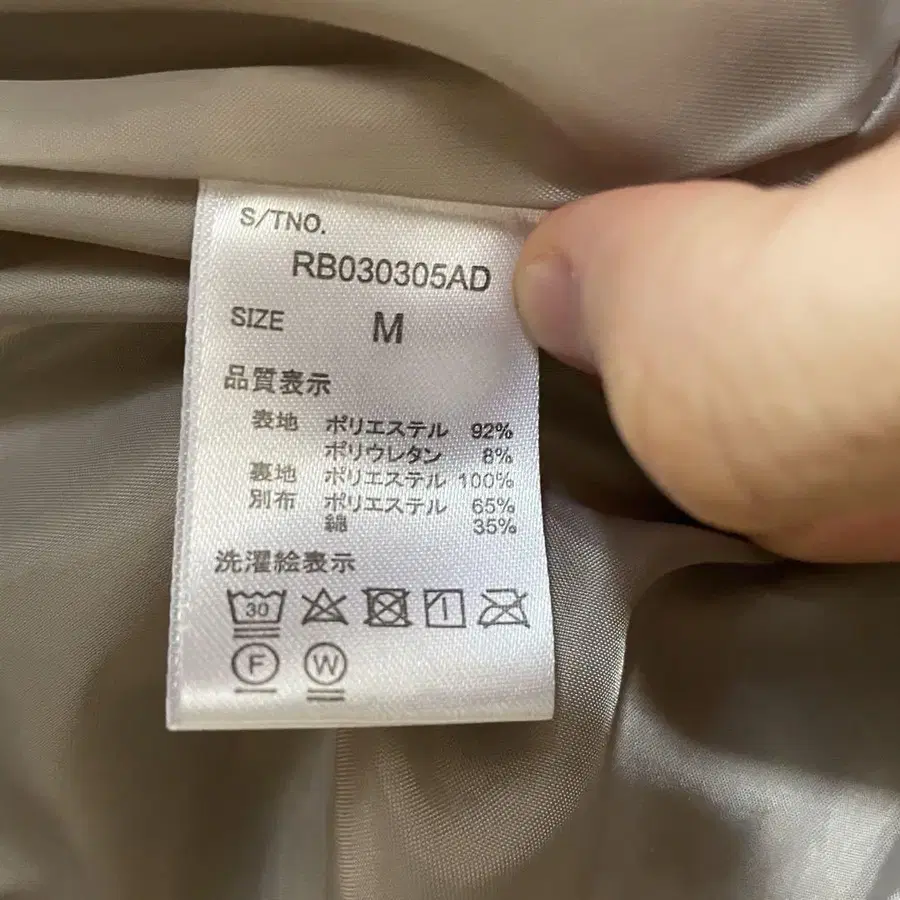 S/TNO.
RB030305AD
SIZE M
品質表示
表地 ポリエステル 92%
ポリウレタン 8%
裏地 ポリエステル 100%
別布 ポリエステル 65%
綿 35%
洗濯絵表示
30
F W